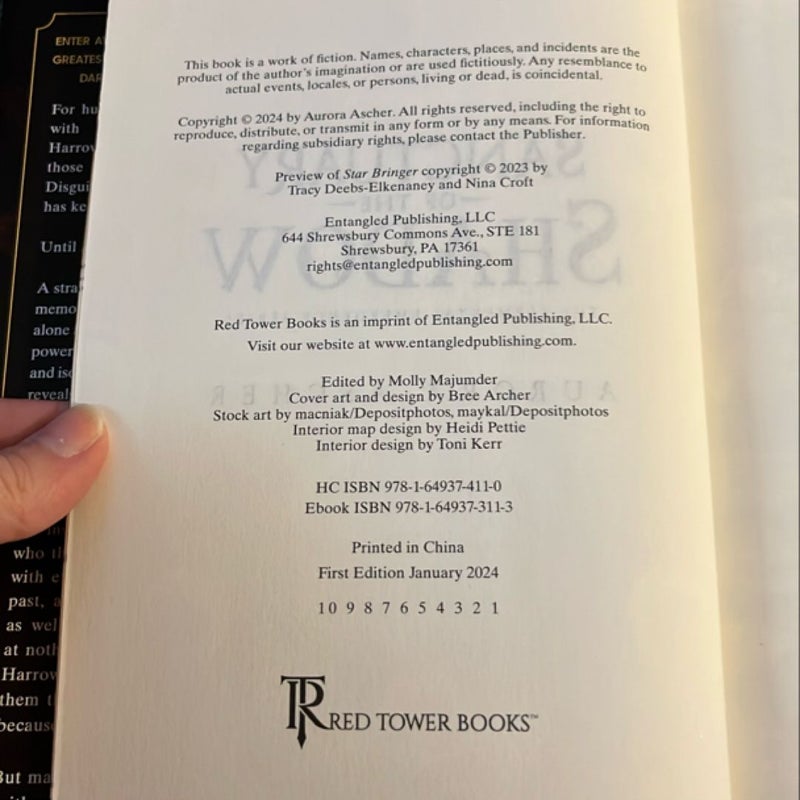 ENTER A
GREATES
DAR
For hu
with
Harrow
those
Disgui
has ke
Until
A stra
memo
alone
power
and iso
reveal
who th
with e
past, a
as wel
at noth
Harrow
them t
because
But ma
This book is a work of fiction. Names, characters, places, and incidents are the
product of the author's imagination or are used fictitiously. Any resemblance to
actual events, locales, or persons, living or dead, is coincidental.
Copyright © 2024 by Aurora Ascher. All rights reserved, including the right to
reproduce, distribute, or transmit in any form or by any means. For information
regarding subsidiary rights, please contact the Publisher.
Preview of Star Bringer copyright © 2023 by
Tracy Deebs-Elkenaney and Nina Croft
Entangled Publishing, LLC
644 Shrewsbury Commons Ave., STE 181
Shrewsbury, PA 17361
rights@entangledpublishing.com
Red Tower Books is an imprint of Entangled Publishing, LLC.
Visit our website at www.entangledpublishing.com.
Edited by Molly Majumder
Cover art and design by Bree Archer
Stock art by macniak/Depositphotos, maykal/Depositphotos
Interior map design by Heidi Pettie
Interior design by Toni Kerr
HC ISBN 978-1-64937-411-0
Ebook ISBN 978-1-64937-311-3
Printed in China
First Edition January 2024
10 9 8 7 6 5 4 3 2 1
TR RED TOWER BOOKS™